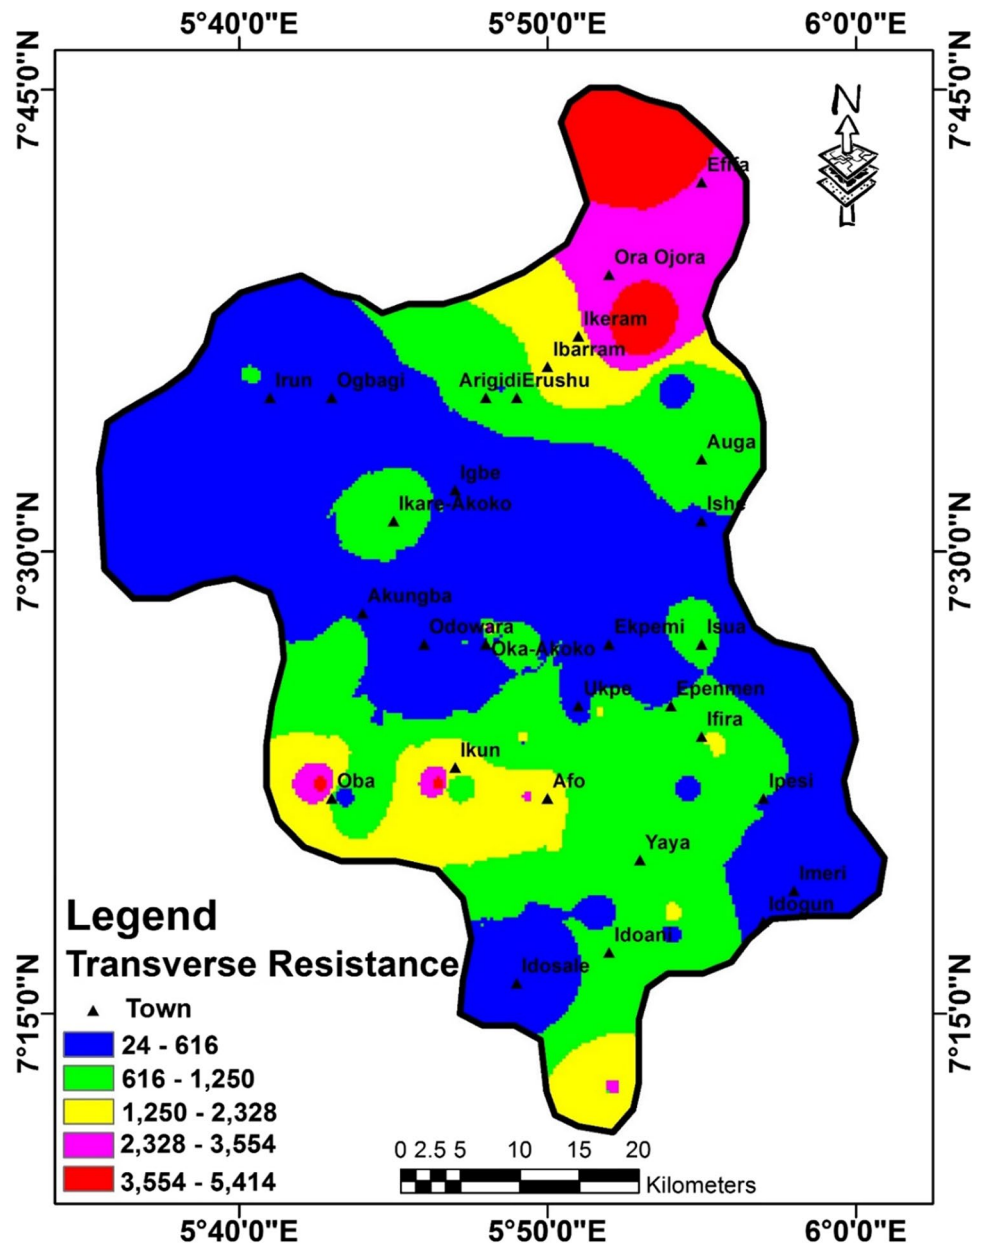 5°40'0"E 5°50'0"E 6°0'0"E
7°45'0"N 7°45'0"N
N
Efifa
Ora Ojora
Ikeram
Ibarram
Irun Ogbagi Arigidi Erushu
Auga
Igbe
Ikare-Akoko Ishe
7°30'0"N 7°30'0"N
Akungba
Odowara Ekpemi Isua
Oka-Akoko
Ukpe Epenmen
Ifira
Ikun
Oba Afo Ipesi
Yaya
Imeri
Idogun
Idoani
Idosale
7°15'0"N 7°15'0"N
Legend
Transverse Resistance
Town
24 - 616
616 - 1,250
1,250 - 2,328
2,328 - 3,554
3,554 - 5,414
0 2.5 5 10 15 20
Kilometers
5°40'0"E 5°50'0"E 6°0'0"E